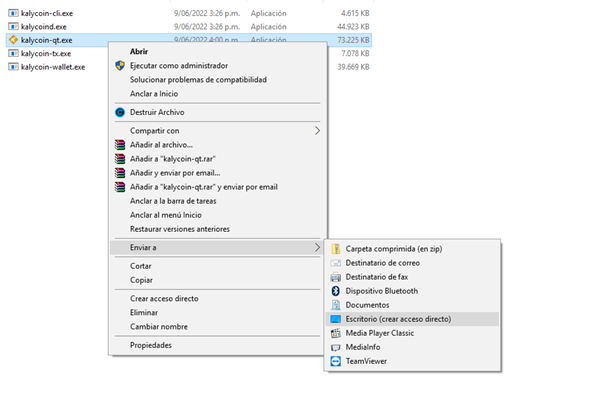 kalycoin-cli.exe 9/06/2022 3:26 p.m. Aplicación 4.615 KB
kalycoind.exe 9/06/2022 3:26 p.m. Aplicación 44.923 KB
kalycoin-qt.exe 9/06/2022 4:00 p.m. Aplicación 73.225 KB
kalycoin-tx.exe 7.078 KB
kalycoin-wallet.exe 39.669 KB
Abrir
Ejecutar como administrador
Solucionar problemas de compatibilidad
Anclar a Inicio
Destruir Archivo
Compartir con
Añadir al archivo...
Añadir a "kalycoin-qt.rar"
Añadir y enviar por email...
Añadir a "kalycoin-qt.rar" y enviar por email
Anclar a la barra de tareas
Anclar al menú Inicio
Restaurar versiones anteriores
Enviar a
Cortar
Copiar
Crear acceso directo
Eliminar
Cambiar nombre
Propiedades
Carpeta comprimida (en zip)
Destinatario de correo
Destinatario de fax
Dispositivo Bluetooth
Documentos
Escritorio (crear acceso directo)
Media Player Classic
MediaInfo
TeamViewer